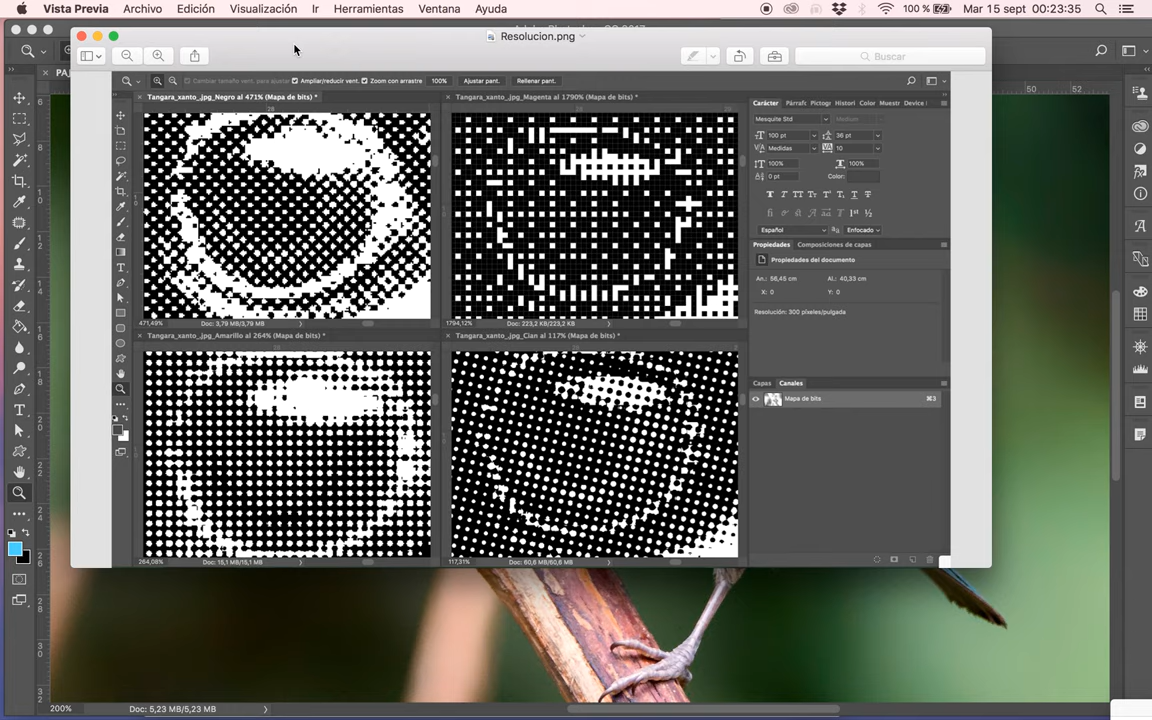 Vista Previa Archivo Edición Visualización Ir Herramientas Ventana Ayuda 100 % Mar 15 sept 00:23:35
Resolucion.png
Buscar
Cambiar tamaño vent. para ajustar Ampliar/reducir vent. Zoom con arrastre 100% Ajustar pant. Rellenar pant.
Tangara_xanto_.jpg_Negro al 471% (Mapa de bits) *
Tangara_xanto_.jpg_Magenta al 1790% (Mapa de bits) *
Carácter Párraf Pictog Histori Color Muestr Device
Mesquite Std Medium
100 pt 36 pt
Medidas 10
100% 100%
0 pt Color:
Español Enfocado
Propiedades Composiciones de capas
Propiedades del documento
An.: 56,45 cm Al.: 40,33 cm
X: 0 Y: 0
Resolución: 300 píxeles/pulgada
471,49% Doc: 3,79 MB/3,79 MB
1794,12% Doc: 223,2 KB/223,2 KB
Tangara_xanto_.jpg_Amarillo al 264% (Mapa de bits) *
Tangara_xanto_.jpg_Cian al 117% (Mapa de bits) *
Capas Canales
Mapa de bits ⌘3
264,08% Doc: 15,1 MB/15,1 MB
117,31% Doc: 60,6 MB/60,6 MB
50 52
200% Doc: 5,23 MB/5,23 MB